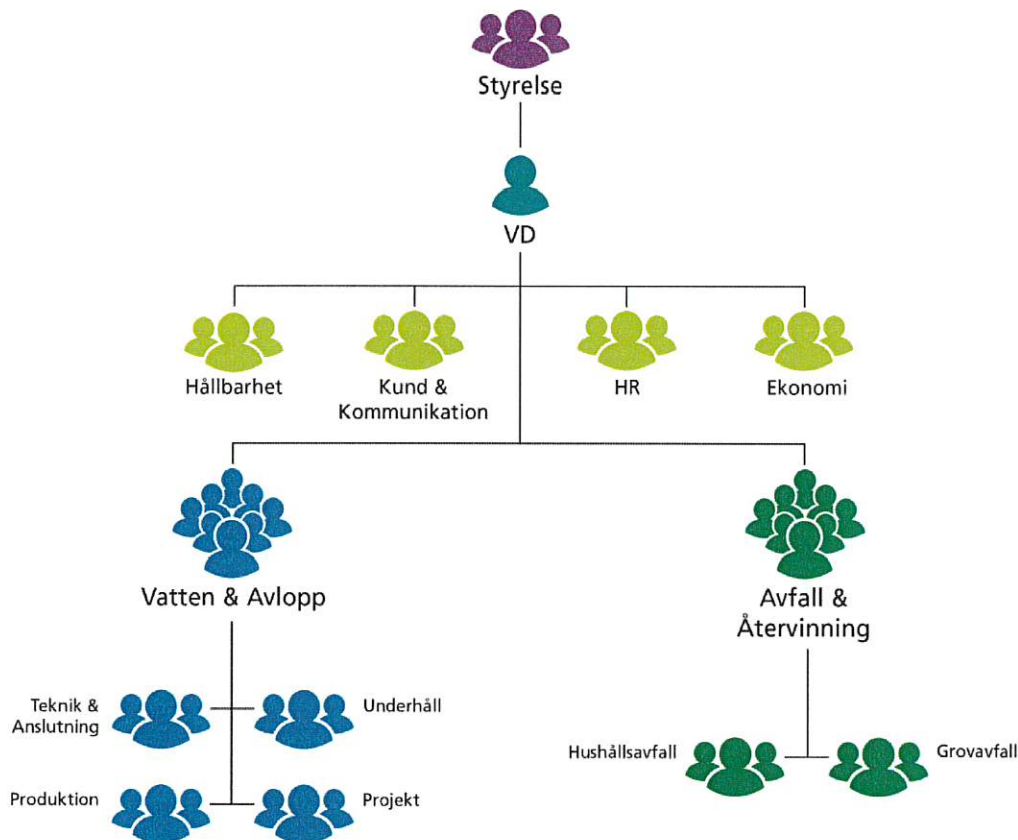 Styrelse
VD
Hållbarhet
Kund &
Kommunikation
HR
Ekonomi
Vatten & Avlopp
Avfall &
Återvinning
Teknik &
Anslutning
Underhåll
Produktion
Projekt
Hushållsavfall
Grovavfall